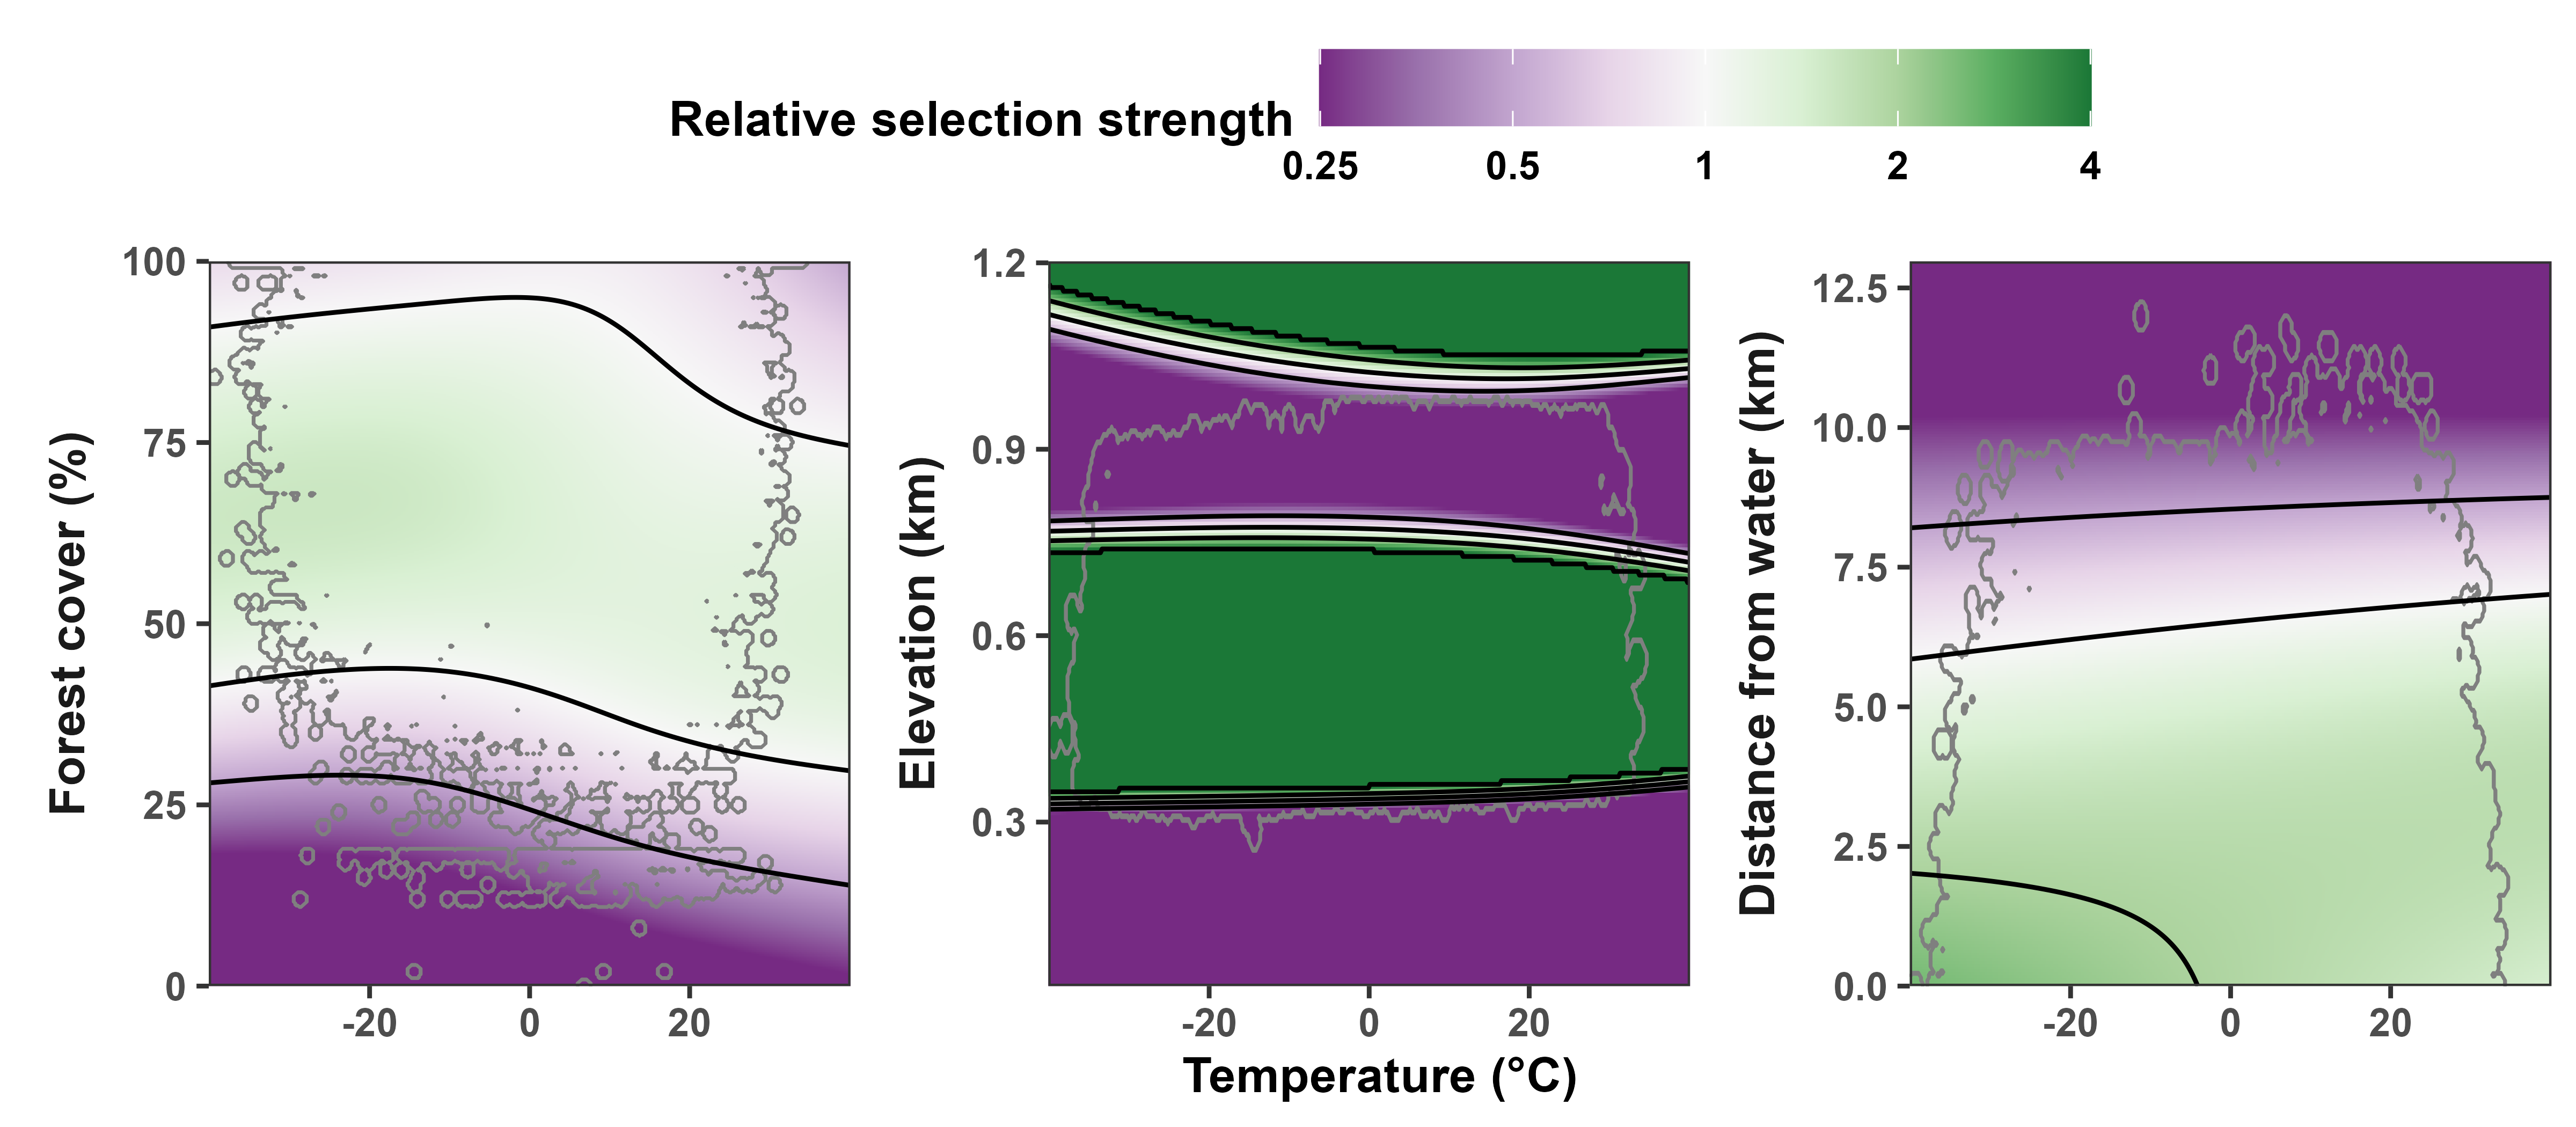 Relative selection strength
0.25 0.5 1 2 4
Forest cover (%)
100
75
50
25
0
-20 0 20
Elevation (km)
1.2
0.9
0.6
0.3
-20 0 20
Distance from water (km)
12.5
10.0
7.5
5.0
2.5
0.0
-20 0 20
Temperature (°C)